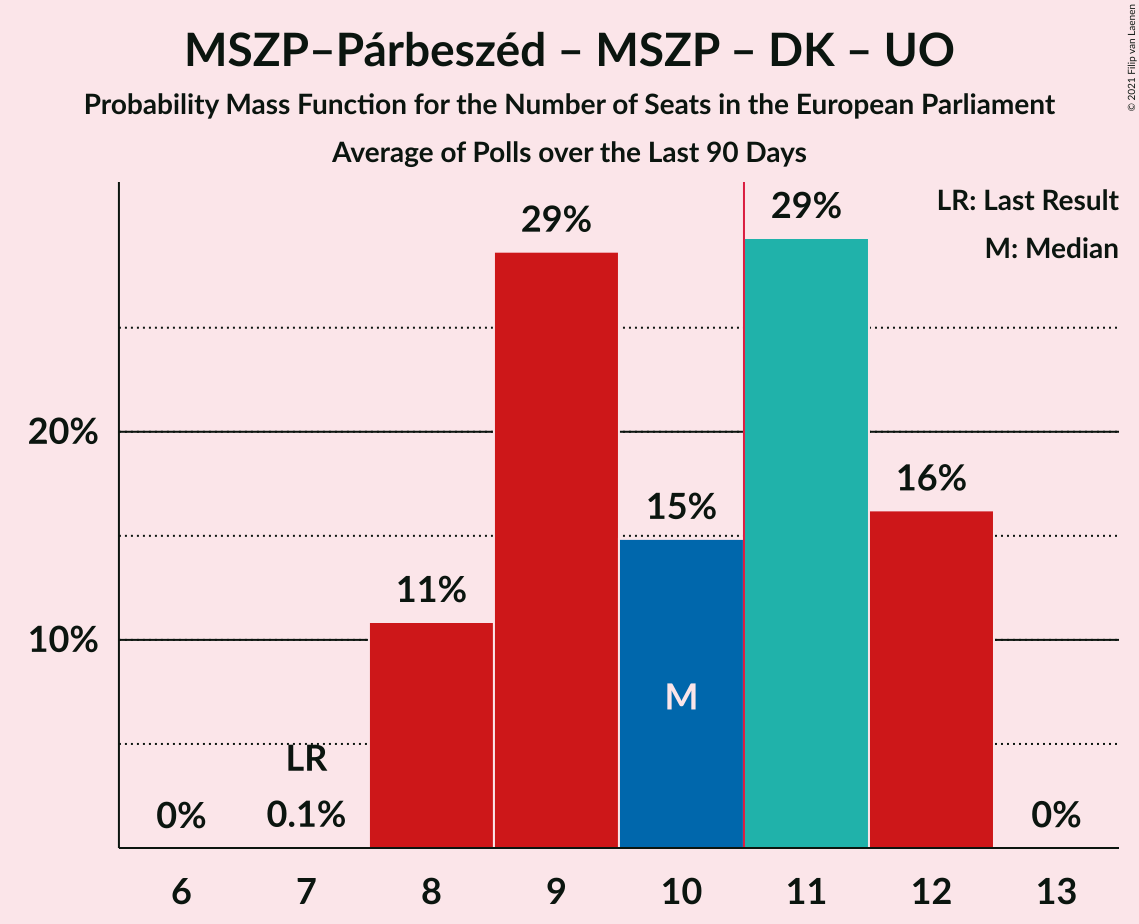 MSZP–Párbeszéd – MSZP – DK – UO
Probability Mass Function for the Number of Seats in the European Parliament
Average of Polls over the Last 90 Days
© 2021 Filip van Laenen
LR: Last Result
M: Median
29%
29%
20%
16%
15%
11%
10%
M
LR
0%
0.1%
0%
6 7 8 9 10 11 12 13